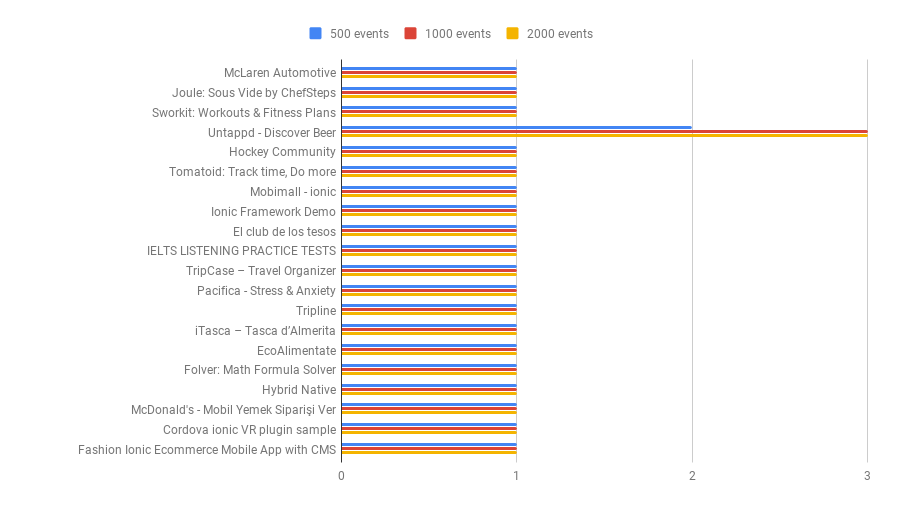 500 events 1000 events 2000 events
McLaren Automotive
Joule: Sous Vide by ChefSteps
Sworkit: Workouts & Fitness Plans
Untappd - Discover Beer
Hockey Community
Tomatoid: Track time, Do more
Mobimall - ionic
Ionic Framework Demo
El club de los tesos
IELTS LISTENING PRACTICE TESTS
TripCase – Travel Organizer
Pacifica - Stress & Anxiety
Tripline
iTasca – Tasca d’Almerita
EcoAlimentate
Folver: Math Formula Solver
Hybrid Native
McDonald's - Mobil Yemek Siparişi Ver
Cordova ionic VR plugin sample
Fashion Ionic Ecommerce Mobile App with CMS
0 1 2 3